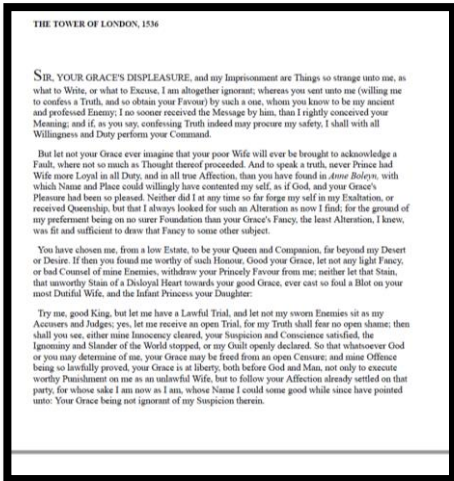 THE TOWER OF LONDON, 1536
SIR, YOUR GRACE'S DISPLEASURE, and my Imprisonment are Things so strange unto me, as
what to Write, or what to Excuse, I am altogether ignorant; whereas you sent unto me (willing me
to confess a Truth, and so obtain your Favour) by such a one, whom you know to be my ancient
and professed Enemy; I no sooner received the Message by him, than I rightly conceived your
Meaning; and if, as you say, confessing Truth indeed may procure my safety, I shall with all
Willingness and Duty perform your Command.
But let not your Grace ever imagine that your poor Wife will ever be brought to acknowledge a
Fault, where not so much as Thought thereof proceeded. And to speak a truth, never Prince had
Wife more Loyal in all Duty, and in all true Affection, than you have found in Anne Boleyn, with
which Name and Place could willingly have contented my self, as if God, and your Grace's
Pleasure had been so pleased. Neither did I at any time so far forge my self in my Exaltation, or
received Queenship, but that I always looked for such an Alteration as now I find; for the ground of
my preferment being on no surer Foundation than your Grace's Fancy, the least Alteration, I knew,
was fit and sufficient to draw that Fancy to some other subject.
You have chosen me, from a low Estate, to be your Queen and Companion, far beyond my Desert
or Desire. If then you found me worthy of such Honour, Good your Grace, let not any light Fancy,
or bad Counsel of mine Enemies, withdraw your Princely Favour from me; neither let that Stain,
that unworthy Stain of a Disloyal Heart towards your good Grace, ever cast so foul a Blot on your
most Dutiful Wife, and the Infant Princess your Daughter:
Try me, good King, but let me have a Lawful Trial, and let not my sworn Enemies sit as my
Accusers and Judges; yes, let me receive an open Trial, for my Truth shall fear no open shame; then
shall you see, either mine Innocency cleared, your Suspicion and Conscience satisfied, the
Ignominy and Slander of the World stopped, or my Guilt openly declared. So that whatsoever God
or you may determine of me, your Grace may be freed from an open Censure; and mine Offence
being so lawfully proved, your Grace is at liberty, both before God and Man, not only to execute
worthy Punishment on me as an unlawful Wife, but to follow your Affection already settled on that
party, for whose sake I am now as I am, whose Name I could some good while since have pointed
unto: Your Grace being not ignorant of my Suspicion therein.